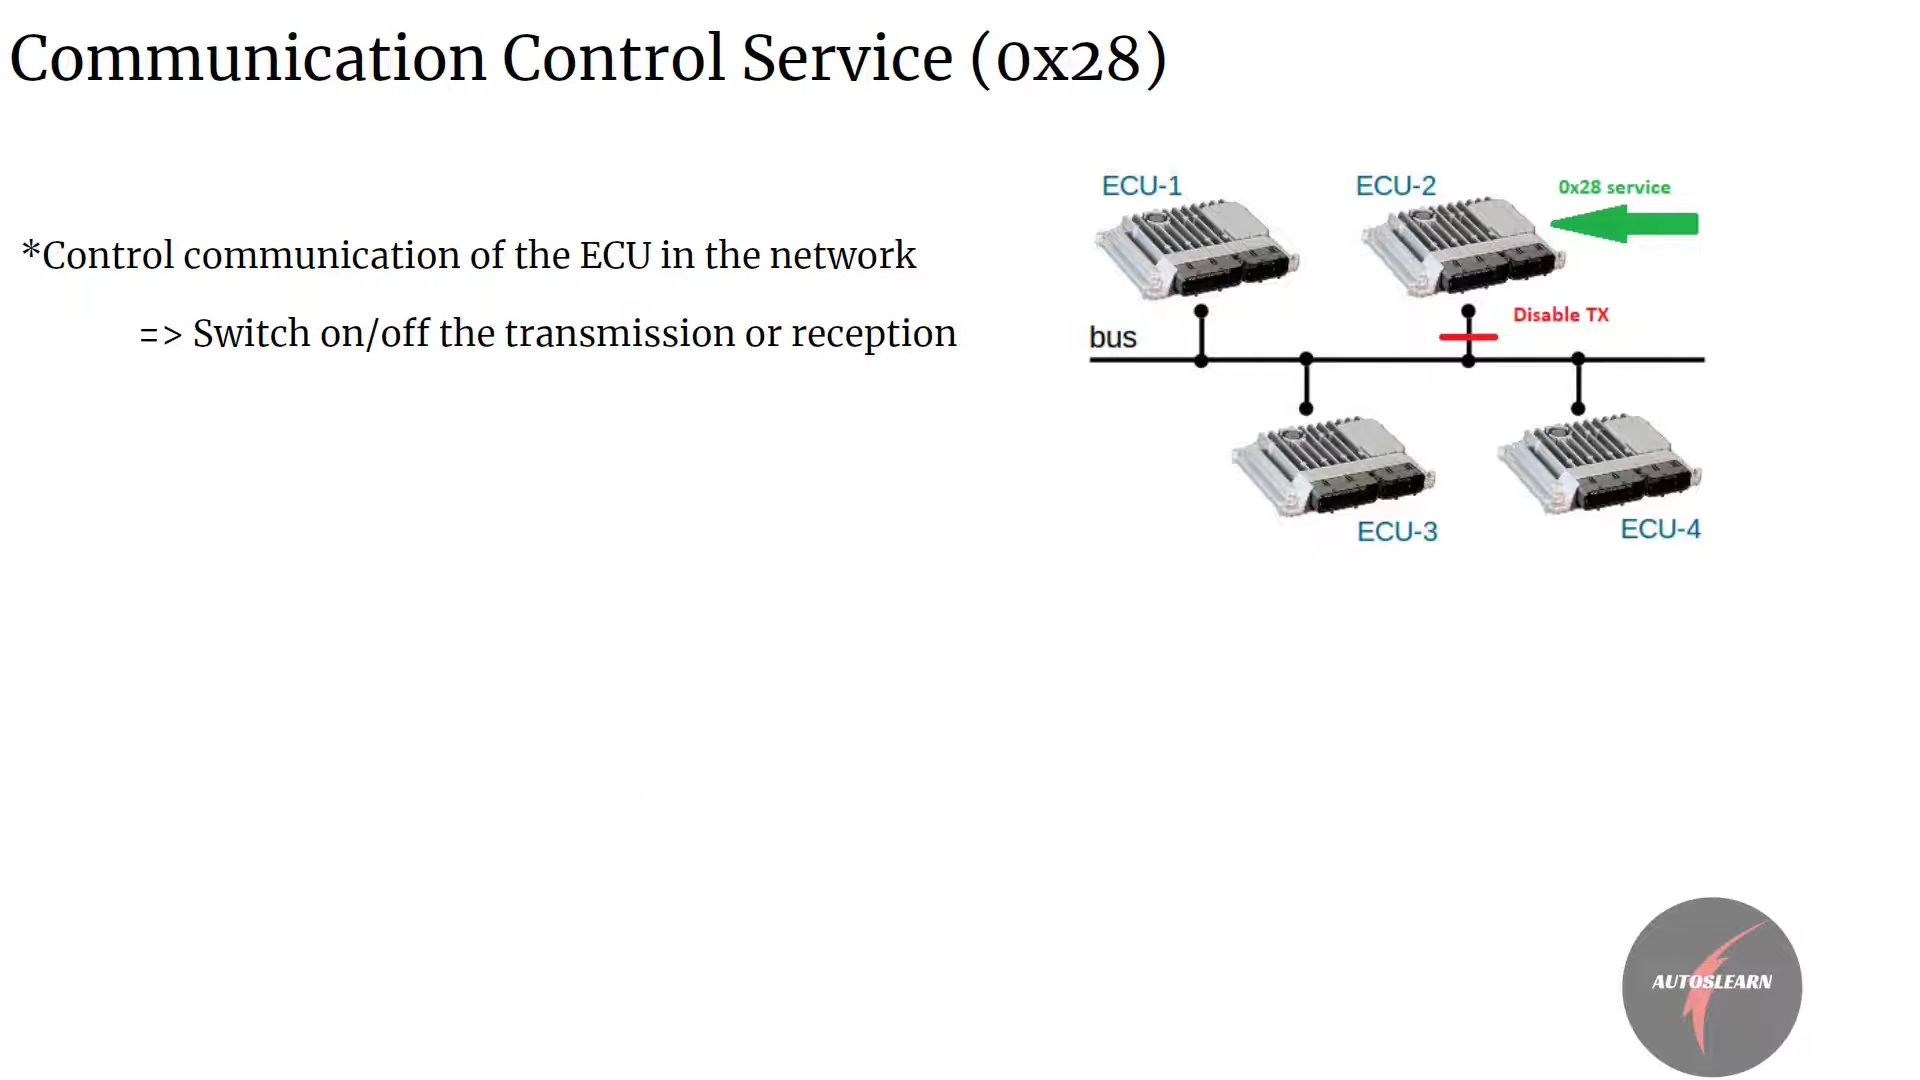 Communication Control Service (0x28)
*Control communication of the ECU in the network
=> Switch on/off the transmission or reception
ECU-1
ECU-2
0x28 service
Disable TX
bus
ECU-3
ECU-4
AUTOSLEARN